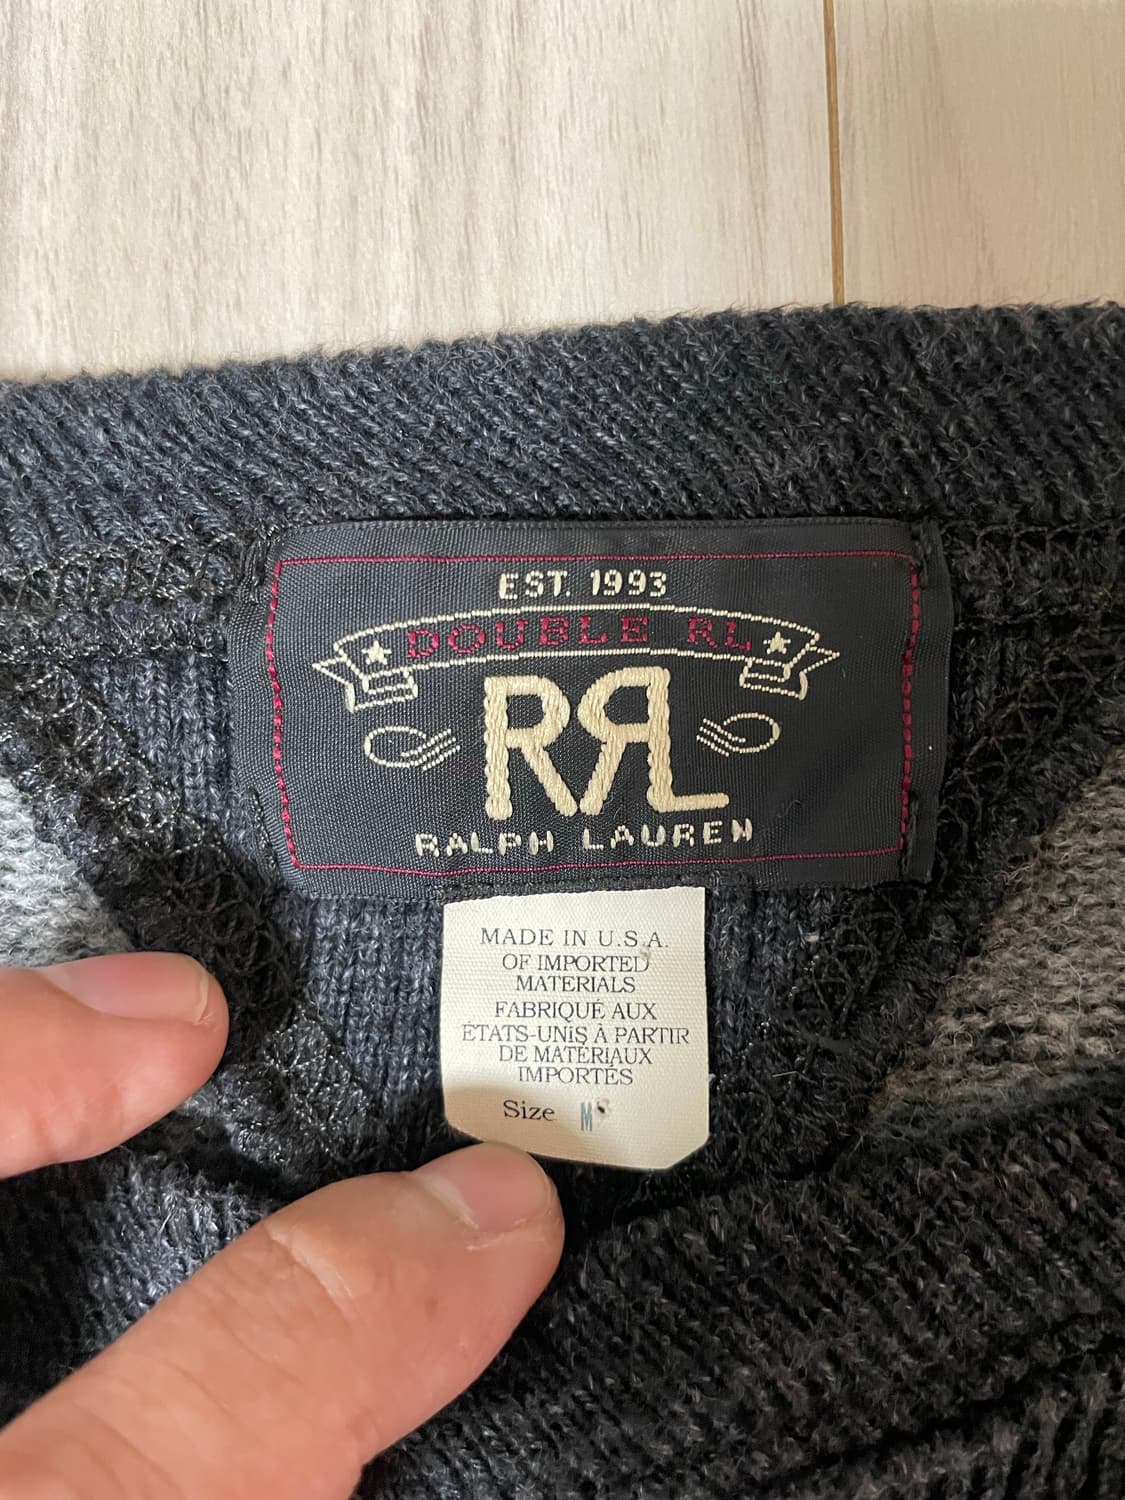 EST. 1993
DOUBLE RL
RRL
RALPH LAUREN
MADE IN U.S.A.
OF IMPORTED
MATERIALS
FABRIQUÉ AUX
ÉTATS-UNIS À PARTIR
DE MATÉRIAUX
IMPORTÉS
Size M